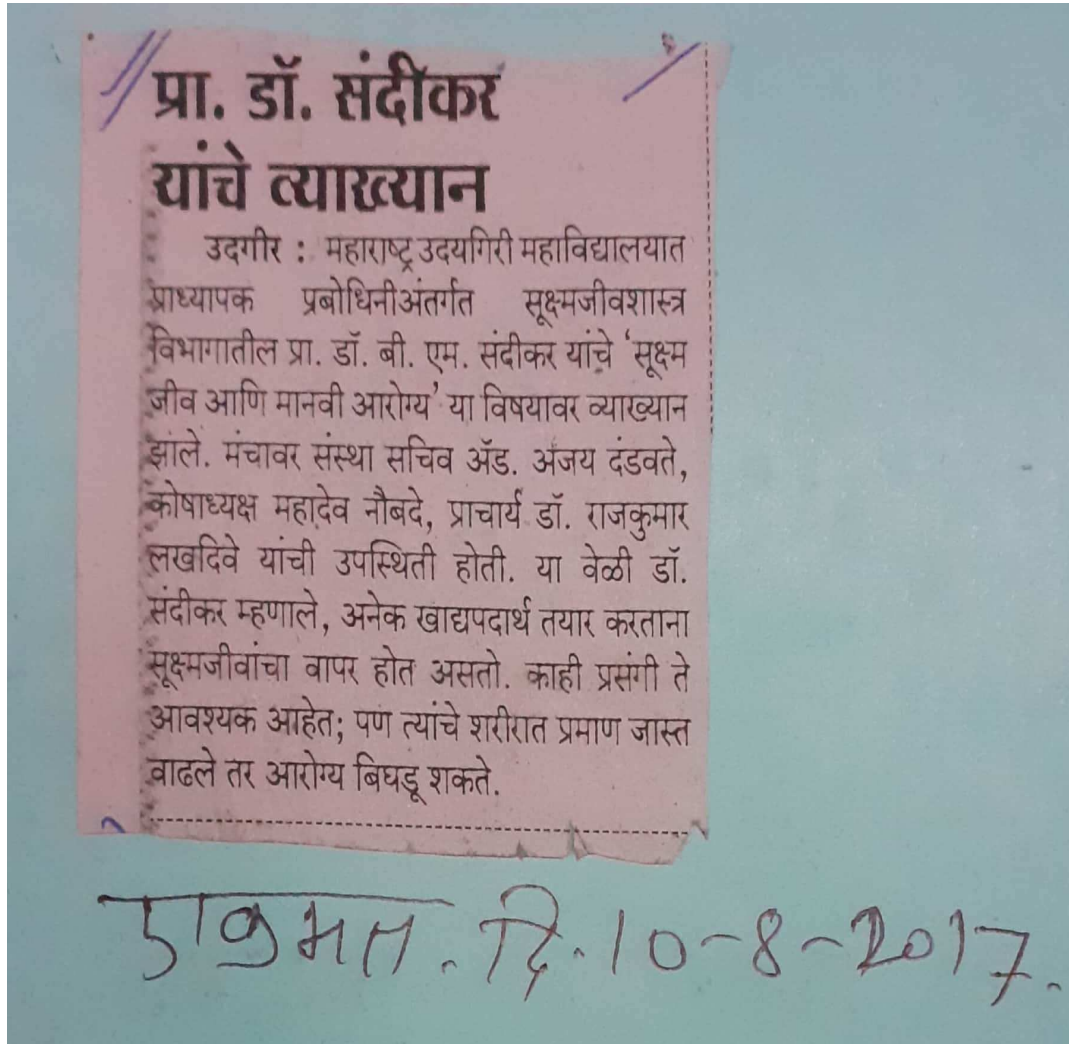 प्रा. डॉ. संदीकर
यांचे व्याख्यान
उदगीर : महाराष्ट्र उदयगिरी महाविद्यालयात
प्राध्यापक प्रबोधिनीअंतर्गत सूक्ष्मजीवशास्त्र
विभागातील प्रा. डॉ. बी. एम. संदीकर यांचे ‘सूक्ष्म
जीव आणि मानवी आरोग्य’ या विषयावर व्याख्यान
झाले. मंचावर संस्था सचिव ॲड. अजय दंडवते,
कोषाध्यक्ष महादेव नौबदे, प्राचार्य डॉ. राजकुमार
लखदिवे यांची उपस्थिती होती. या वेळी डॉ.
संदीकर म्हणाले, अनेक खाद्यपदार्थ तयार करताना
सूक्ष्मजीवांचा वापर होत असतो. काही प्रसंगी ते
आवश्यक आहेत; पण त्यांचे शरीरात प्रमाण जास्त
वाढले तर आरोग्य बिघडू शकते.
एकमत. दि. 10-8-2017.